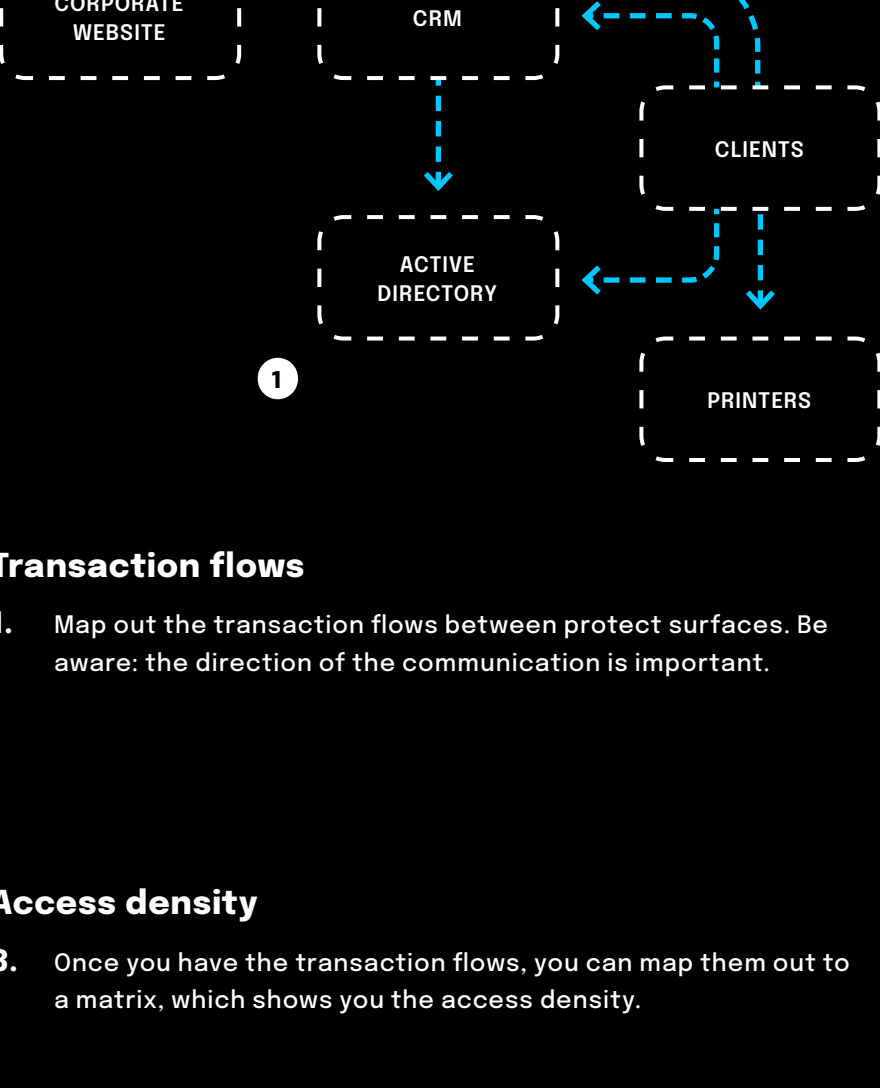 CORPORATE
WEBSITE
CRM
CLIENTS
ACTIVE
DIRECTORY
1
PRINTERS
Transaction flows
1. Map out the transaction flows between protect surfaces. Be
aware: the direction of the communication is important.
Access density
3. Once you have the transaction flows, you can map them out to
a matrix, which shows you the access density.